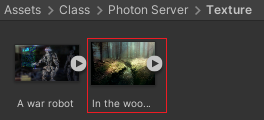 Assets > Class > Photon Server > Texture
A war robot
In the woo...